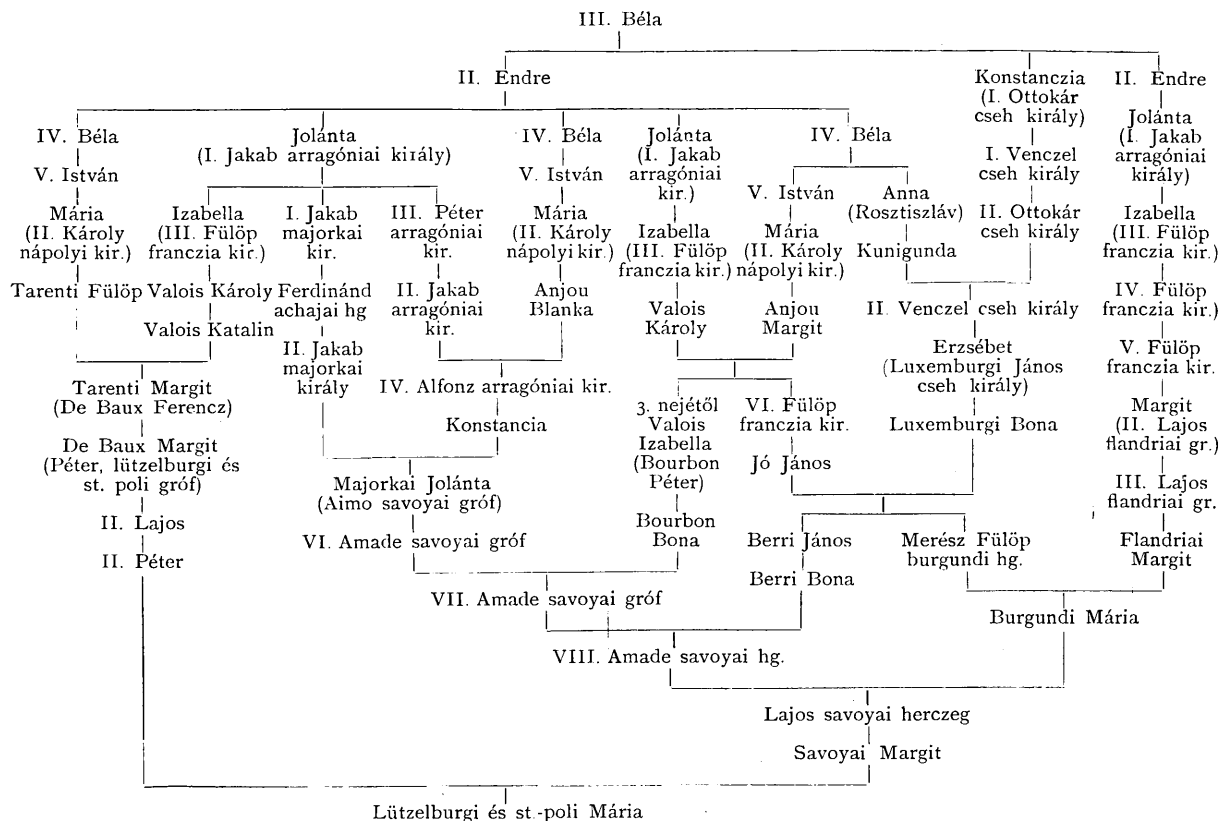 III. Béla
II. Endre
Konstanczia
(I. Ottokár
cseh király)
II. Endre
IV. Béla
Jolánta
(I. Jakab arragóniai király)
IV. Béla
Jolánta
(I. Jakab
arragóniai
kir.)
IV. Béla
I. Venczel
cseh király
Jolánta
(I. Jakab
arragóniai
király)
V. István
V. István
V. István
Anna
(Rosztiszláv)
II. Ottokár
cseh király
Mária
(II. Károly
nápolyi kir.)
Izabella
(III. Fülöp
franczia kir.)
I. Jakab
majorkai
kir.
III. Péter
arragóniai
kir.
Mária
(II. Károly
nápolyi kir.)
Izabella
(III. Fülöp
franczia kir.)
Mária
(II. Károly
nápolyi kir.)
Kunigunda
Izabella
(III. Fülöp
franczia kir.)
Tarenti Fülöp
Valois Károly
Ferdinánd
achajai hg
II. Jakab
arragóniai
kir.
Anjou
Blanka
Valois
Károly
Anjou
Margit
II. Venczel cseh király
IV. Fülöp
franczia kir.)
Valois Katalin
II. Jakab
majorkai
király
Erzsébet
(Luxemburgi János
cseh király)
V. Fülöp
franczia kir.
Tarenti Margit
(De Baux Ferencz)
IV. Alfonz arragóniai kir.
3. nejétől
Valois
Izabella
(Bourbon
Péter)
VI. Fülöp
franczia kir.
Luxemburgi Bona
Margit
(II. Lajos
flandriai gr.)
Konstancia
De Baux Margit
(Péter, lützelburgi és
st. poli gróf)
Majorkai Jolánta
(Aimo savoyai gróf)
Jó János
III. Lajos
flandriai gr.
II. Lajos
VI. Amade savoyai gróf
Bourbon
Bona
Berri János
Merész Fülöp
burgundi hg.
Flandriai
Margit
II. Péter
Berri Bona
VII. Amade savoyai gróf
Burgundi Mária
VIII. Amade savoyai hg.
Lajos savoyai herczeg
Savoyai Margit
Lützelburgi és st.-poli Mária